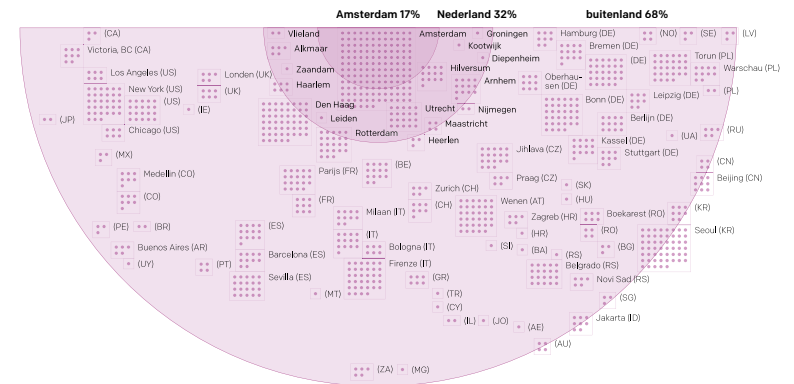 Amsterdam 17% Nederland 32% buitenland 68%
(CA) Vlieland Amsterdam Groningen Hamburg (DE) (NO) (SE) (LV)
Victoria, BC (CA) Alkmaar Kootwijk Bremen (DE)
Diepenheim (DE) Torun (PL)
Los Angeles (US) Londen (UK) Zaandam Hilversum Warschau (PL)
New York (US) (UK) Haarlem Arnhem Oberhau-
sen (DE) (PL)
(US) (IE) Den Haag Utrecht Nijmegen Bonn (DE) Leipzig (DE)
(JP) Leiden Maastricht Berlin (DE)
Chicago (US) Rotterdam Heerlen Kassel (DE) (UA) (RU)
(MX) Jihlava (CZ) Stuttgart (DE) (CN)
Medellin (CO) Parijs (FR) (BE) Praag (CZ) (SK) Beijing (CN)
(CO) (FR) Zurich (CH) Wenen (AT) (HU)
(CH) Milaan (IT) Zagreb (HR) Boekarest (RO) (KR)
(PE) (BR) (ES) (IT) (HR) (RO) Seoul (KR)
Buenos Aires (AR) Barcelona (ES) Bologna (IT) (SI) (BA) (RS) (BG)
(UY) (PT) Firenze (IT) Belgrado (RS)
Sevilla (ES) (GR) Novi Sad (RS)
(MT) (TR) (SG)
(CY)
(IL) (JO) (AE) Jakarta (ID)
(AU)
(ZA) (MG)